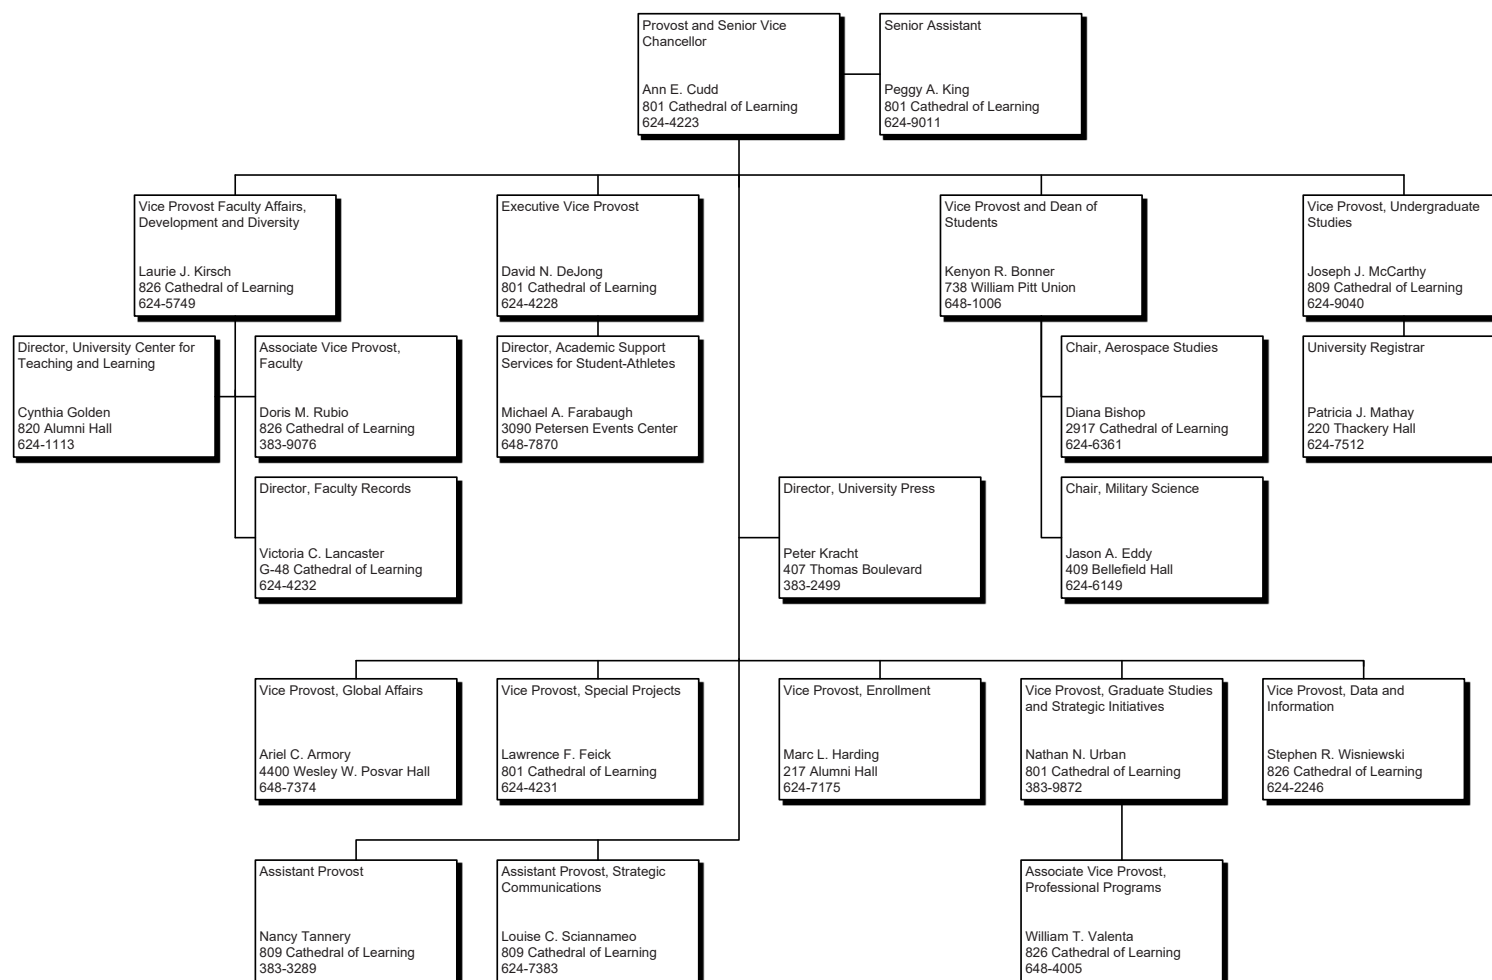 Provost and Senior Vice
Chancellor
Ann E. Cudd
801 Cathedral of Learning
624-4223
Senior Assistant
Peggy A. King
801 Cathedral of Learning
624-9011
Vice Provost Faculty Affairs,
Development and Diversity
Laurie J. Kirsch
826 Cathedral of Learning
624-5749
Executive Vice Provost
David N. DeJong
801 Cathedral of Learning
624-4228
Vice Provost and Dean of
Students
Kenyon R. Bonner
738 William Pitt Union
648-1006
Vice Provost, Undergraduate
Studies
Joseph J. McCarthy
809 Cathedral of Learning
624-9040
Director, University Center for
Teaching and Learning
Cynthia Golden
820 Alumni Hall
624-1113
Associate Vice Provost,
Faculty
Doris M. Rubio
826 Cathedral of Learning
383-9076
Director, Academic Support
Services for Student-Athletes
Michael A. Farabaugh
3090 Petersen Events Center
648-7870
Chair, Aerospace Studies
Diana Bishop
2917 Cathedral of Learning
624-6361
University Registrar
Patricia J. Mathay
220 Thackery Hall
624-7512
Director, Faculty Records
Victoria C. Lancaster
G-48 Cathedral of Learning
624-4232
Director, University Press
Peter Kracht
407 Thomas Boulevard
383-2499
Chair, Military Science
Jason A. Eddy
409 Bellefield Hall
624-6149
Vice Provost, Global Affairs
Ariel C. Armory
4400 Wesley W. Posvar Hall
648-7374
Vice Provost, Special Projects
Lawrence F. Feick
801 Cathedral of Learning
624-4231
Vice Provost, Enrollment
Marc L. Harding
217 Alumni Hall
624-7175
Vice Provost, Graduate Studies
and Strategic Initiatives
Nathan N. Urban
801 Cathedral of Learning
383-9872
Vice Provost, Data and
Information
Stephen R. Wisniewski
826 Cathedral of Learning
624-2246
Assistant Provost
Nancy Tannery
809 Cathedral of Learning
383-3289
Assistant Provost, Strategic
Communications
Louise C. Sciannameo
809 Cathedral of Learning
624-7383
Associate Vice Provost,
Professional Programs
William T. Valenta
826 Cathedral of Learning
648-4005